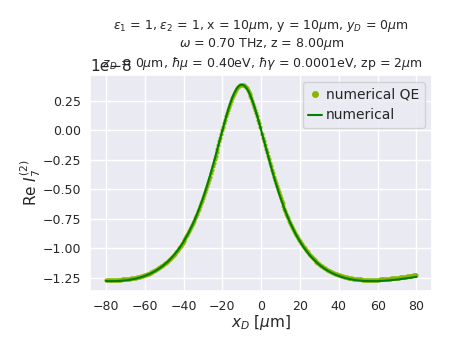 ε₁ = 1, ε₂ = 1, x = 10μm, y = 10μm, y_D = 0μm
ω = 0.70 THz, z = 8.00μm
z_D = 0μm, ℏμ = 0.40eV, ℏγ = 0.0001eV, zp = 2μm
1e−8
numerical QE
numerical
Re I₇⁽²⁾
0.25
0.00
−0.25
−0.50
−0.75
−1.00
−1.25
−80 −60 −40 −20 0 20 40 60 80
x_D [μm]